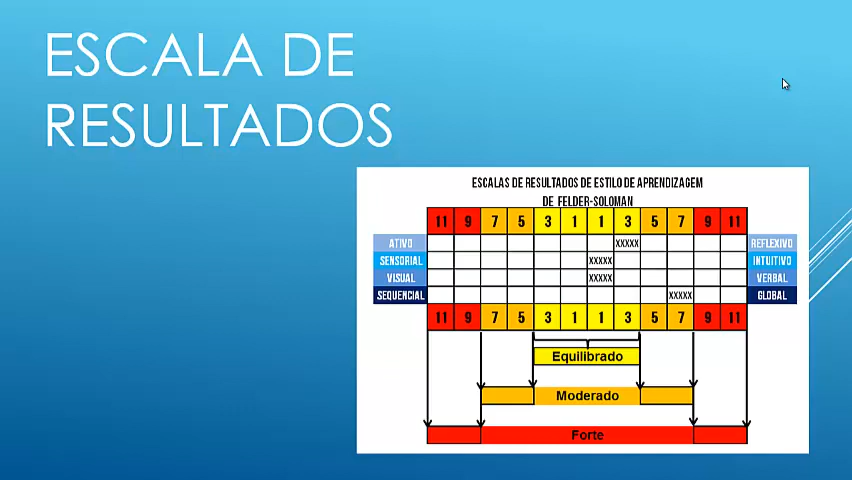 ESCALA DE
RESULTADOS
ESCALAS DE RESULTADOS DE ESTILO DE APRENDIZAGEM
DE FELDER-SOLOMAN
11 9 7 5 3 1 1 3 5 7 9 11
ATIVO XXXXX REFLEXIVO
SENSORIAL XXXXX INTUITIVO
VISUAL XXXXX VERBAL
SEQUENCIAL XXXXX GLOBAL
11 9 7 5 3 1 1 3 5 7 9 11
Equilibrado
Moderado
Forte